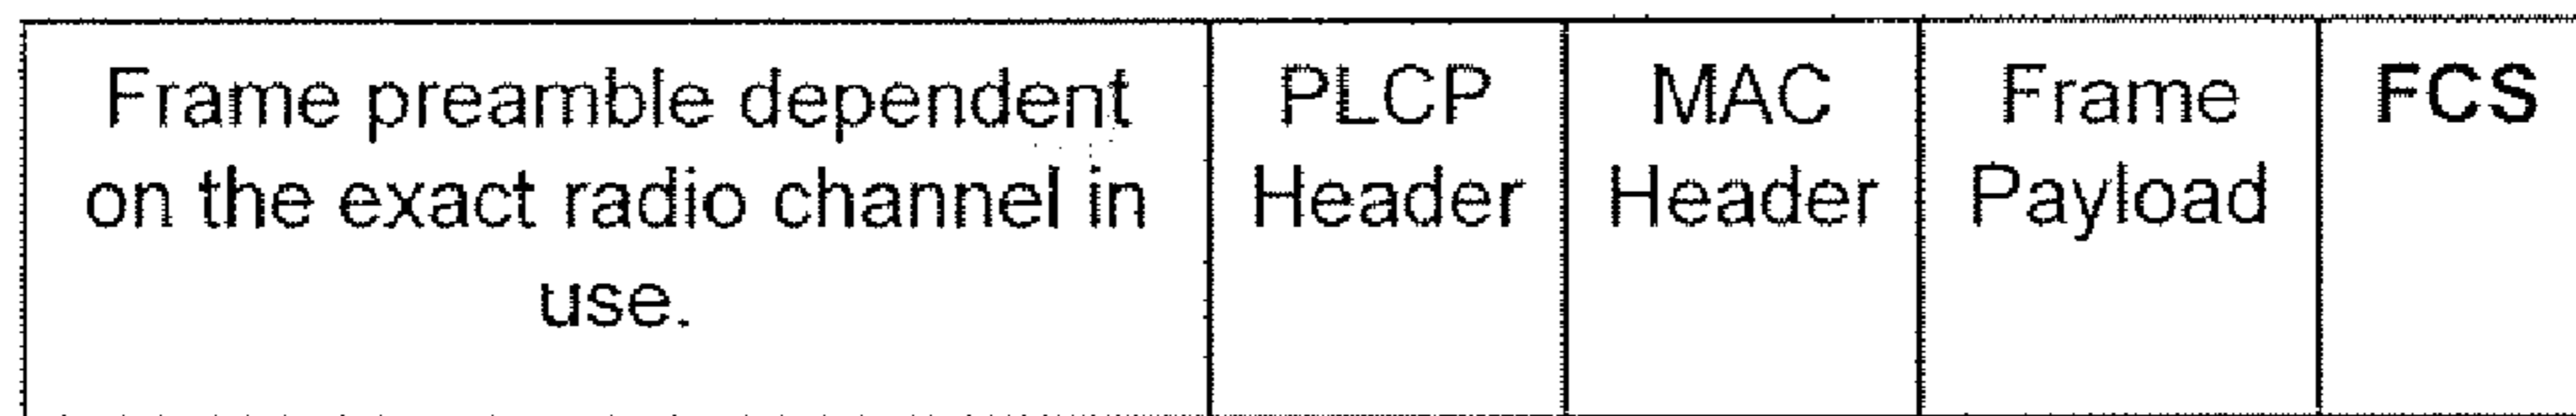 Frame preamble dependent
on the exact radio channel in
use.
PLCP
Header
MAC
Header
Frame
Payload
FCS